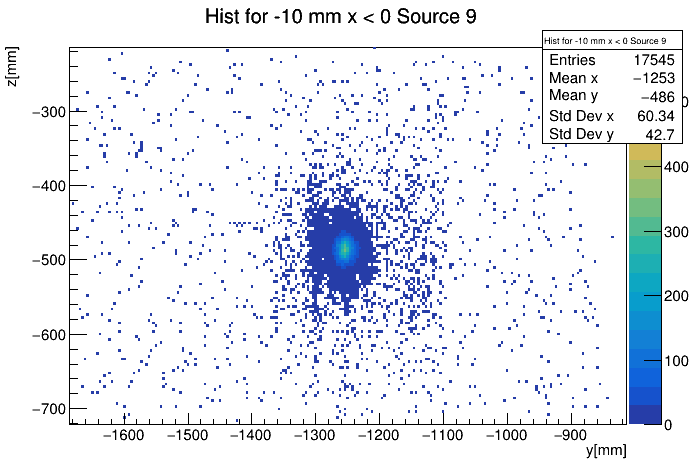 Hist for -10 mm x < 0 Source 9
Hist for -10 mm x < 0 Source 9
Entries 17545
Mean x −1253
Mean y −486
Std Dev x 60.34
Std Dev y 42.7
z[mm]
−300
−400
−500
−600
−700
−1600 −1500 −1400 −1300 −1200 −1100 −1000 −900
y[mm]
0
400
300
200
100
0